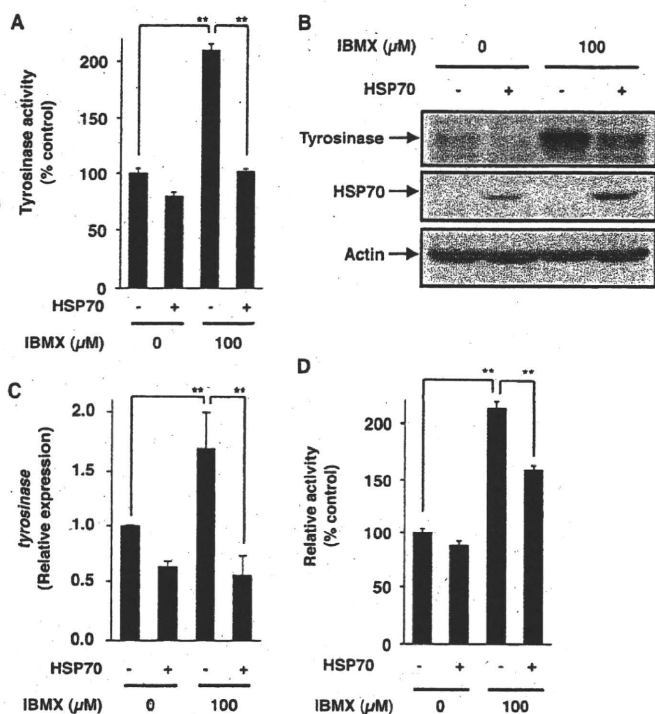 A
** **
Tyrosinase activity
(% control)
200
150
100
50
0
HSP70 - + - +
IBMX (µM) 0 100
B
IBMX (µM) 0 100
HSP70 - + - +
Tyrosinase
HSP70
Actin
C
** **
tyrosinase
(Relative expression)
2.0
1.5
1.0
0.5
0.0
HSP70 - + - +
IBMX (µM) 0 100
D
** **
Relative activity
(% control)
200
150
100
50
0
HSP70 - + - +
IBMX (µM) 0 100